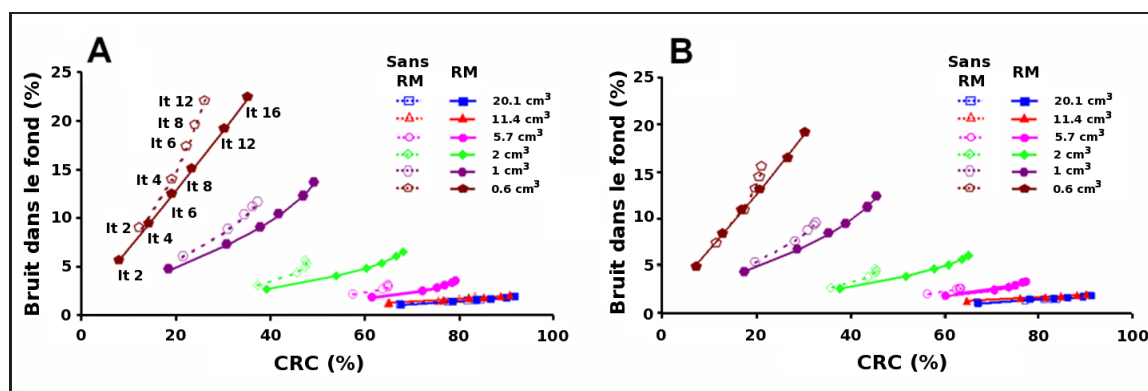 A
Bruit dans le fond (%)
25
20
15
10
5
0
0
20
40
60
80
100
CRC (%)
Sans RM
RM
20.1 cm³
11.4 cm³
5.7 cm³
2 cm³
1 cm³
0.6 cm³
It 12
It 8
It 6
It 4
It 2
It 16
It 12
It 8
It 6
It 4
It 2
B
Bruit dans le fond (%)
25
20
15
10
5
0
0
20
40
60
80
100
CRC (%)
Sans RM
RM
20.1 cm³
11.4 cm³
5.7 cm³
2 cm³
1 cm³
0.6 cm³